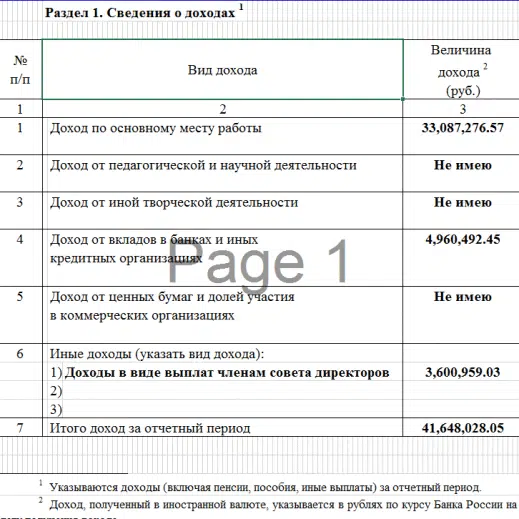 Раздел 1. Сведения о доходах 1
№ п/п
Вид дохода
Величина дохода 2 (руб.)
1 2 3
1 Доход по основному месту работы 33,087,276.57
2 Доход от педагогической и научной деятельности Не имею
3 Доход от иной творческой деятельности Не имею
4 Доход от вкладов в банках и иных 4,960,492.45
кредитных организациях
Page 1
5 Доход от ценных бумаг и долей участия Не имею
в коммерческих организациях
6 Иные доходы (указать вид дохода):
1) Доходы в виде выплат членам совета директоров 3,600,959.03
2)
3)
7 Итого доход за отчетный период 41,648,028.05
1 Указываются доходы (включая пенсии, пособия, иные выплаты) за отчетный период.
2 Доход, полученный в иностранной валюте, указывается в рублях по курсу Банка России на